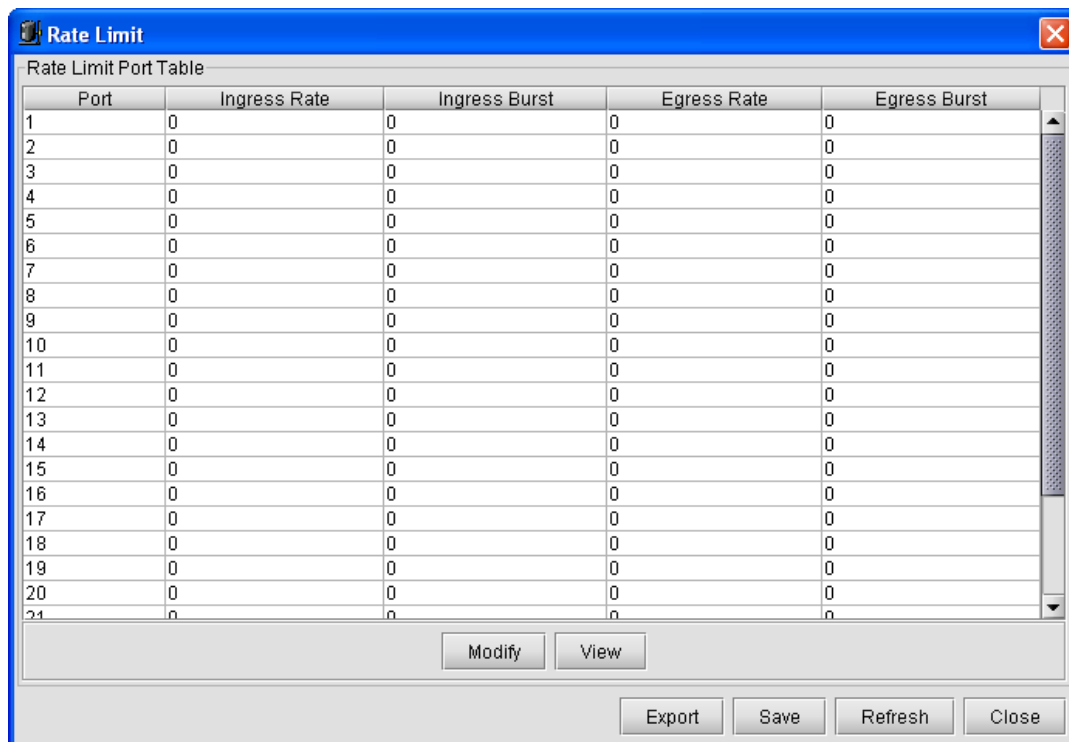 Rate Limit
Rate Limit Port Table
Port Ingress Rate Ingress Burst Egress Rate Egress Burst
1 0 0 0 0
2 0 0 0 0
3 0 0 0 0
4 0 0 0 0
5 0 0 0 0
6 0 0 0 0
7 0 0 0 0
8 0 0 0 0
9 0 0 0 0
10 0 0 0 0
11 0 0 0 0
12 0 0 0 0
13 0 0 0 0
14 0 0 0 0
15 0 0 0 0
16 0 0 0 0
17 0 0 0 0
18 0 0 0 0
19 0 0 0 0
20 0 0 0 0
21 0 0 0 0
Modify View
Export Save Refresh Close